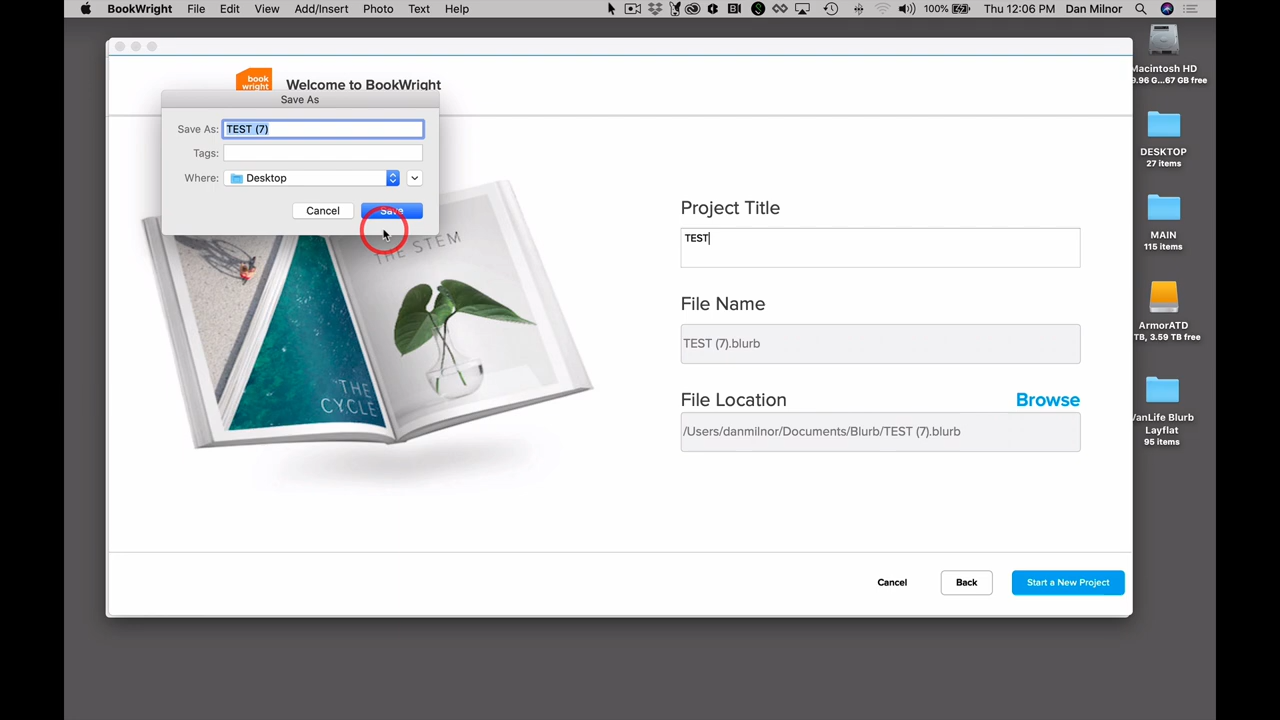 BookWright File Edit View Add/Insert Photo Text Help 100% Thu 12:06 PM Dan Milnor
book
wright
Welcome to BookWright
Save As
Save As: TEST (7)
Tags:
Where: Desktop
Cancel Save
THE STEM
THE
CYCLE
Project Title
TEST
File Name
TEST (7).blurb
File Location Browse
/Users/danmilnor/Documents/Blurb/TEST (7).blurb
Cancel Back Start a New Project
Macintosh HD
9.96 G...67 GB free
DESKTOP
27 items
MAIN
115 items
ArmorATD
TB, 3.59 TB free
VanLife Blurb
Layflat
95 items